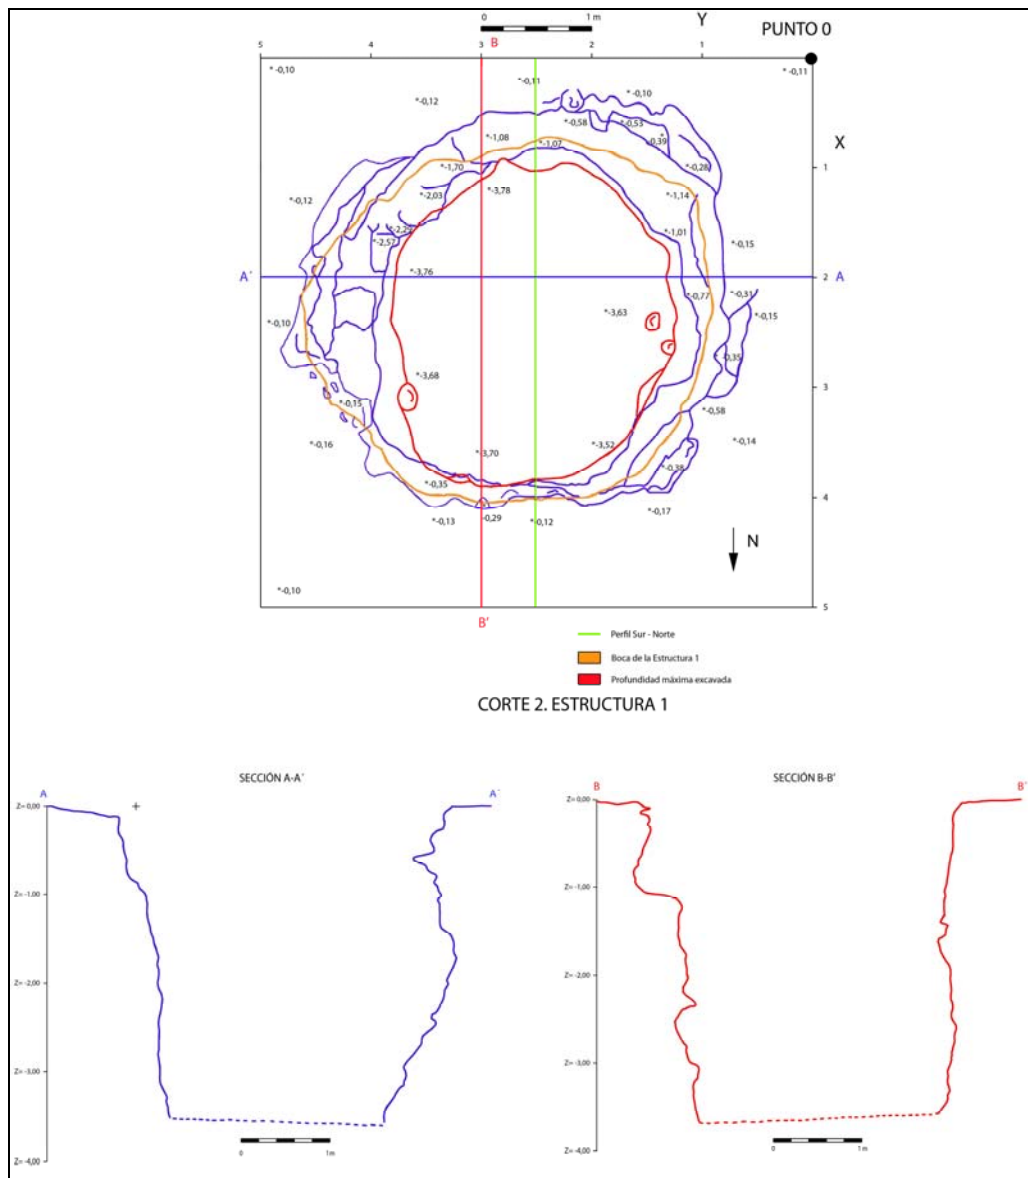 0 1 m Y PUNTO 0
5 4 3 B 2 1
*-0,10 *-0,11 *-0,11
*-0,12 *-0,10
*-0,58 *-0,53
*-1,08 *-1,07 *-0,39 X
*-1,70 *-0,28 1
*-2,03 *-3,78 *-1,14
*-0,12
*-2,29 *-1,01
*-2,57 *-0,15
A´ *-3,76 2 A
*-0,77 *-0,31
*-3,63 *-0,15
*-0,10
*-0,35
*-3,68 3
*-0,15 *-0,58
*-0,16 *-3,70 *-3,52 *-0,14
*-0,35 *-0,38
4
*-0,13 *-0,29 *-0,12 *-0,17
N
*-0,10
5
B'
Perfil Sur - Norte
Boca de la Estructura 1
Profundidad máxima excavada
CORTE 2. ESTRUCTURA 1
SECCIÓN A-A´
A A´
Z= 0,00
Z= -1,00
Z= -2,00
Z= -3,00
Z= -4,00
0 1m
SECCIÓN B-B'
B B´
Z= 0,00
Z= -1,00
Z= -2,00
Z= -3,00
Z= -4,00
0 1m